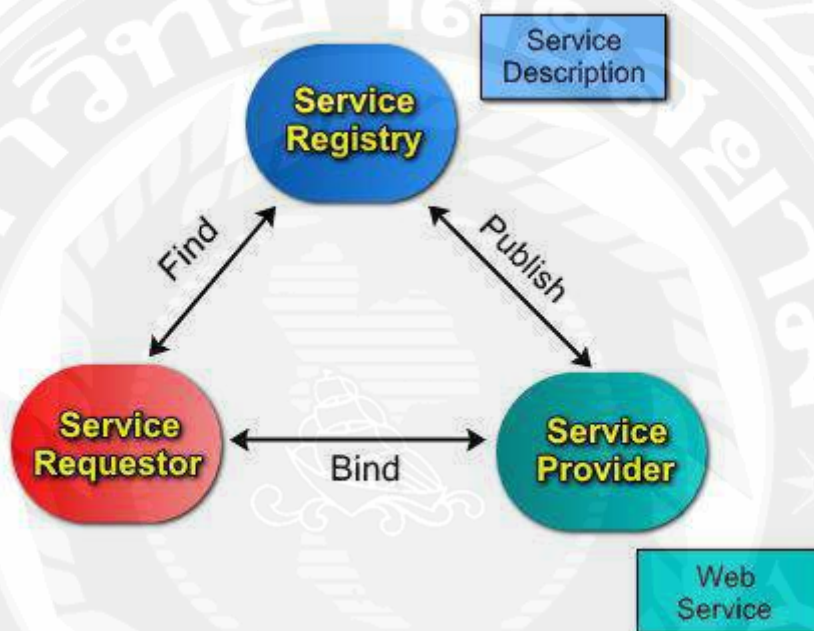 Service
Description
Service
Registry
Find
Publish
Service
Requestor
Bind
Service
Provider
Web
Service